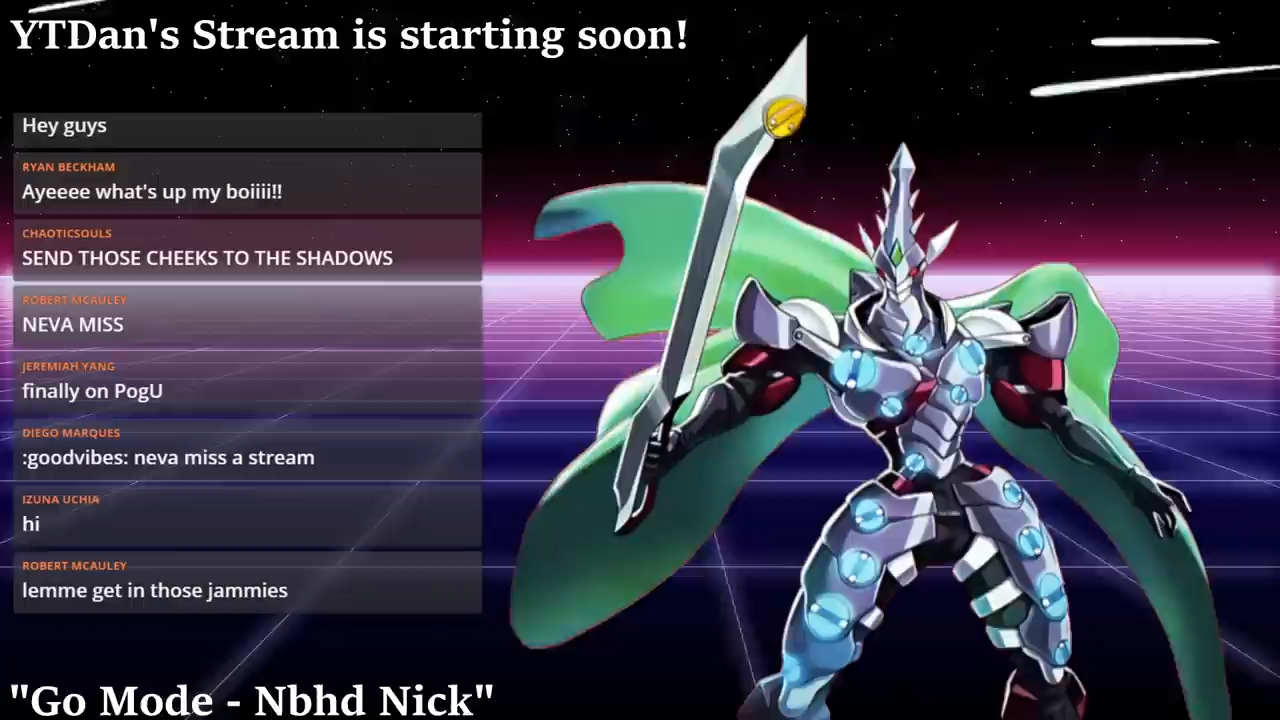 YTDan's Stream is starting soon!
Hey guys
RYAN BECKHAM
Ayeeee what's up my boiiii!!
CHAOTICSOULS
SEND THOSE CHEEKS TO THE SHADOWS
ROBERT MCAULEY
NEVA MISS
JEREMIAH YANG
finally on PogU
DIEGO MARQUES
:goodvibes: neva miss a stream
IZUNA UCHIA
hi
ROBERT MCAULEY
lemme get in those jammies
"Go Mode - Nbhd Nick"